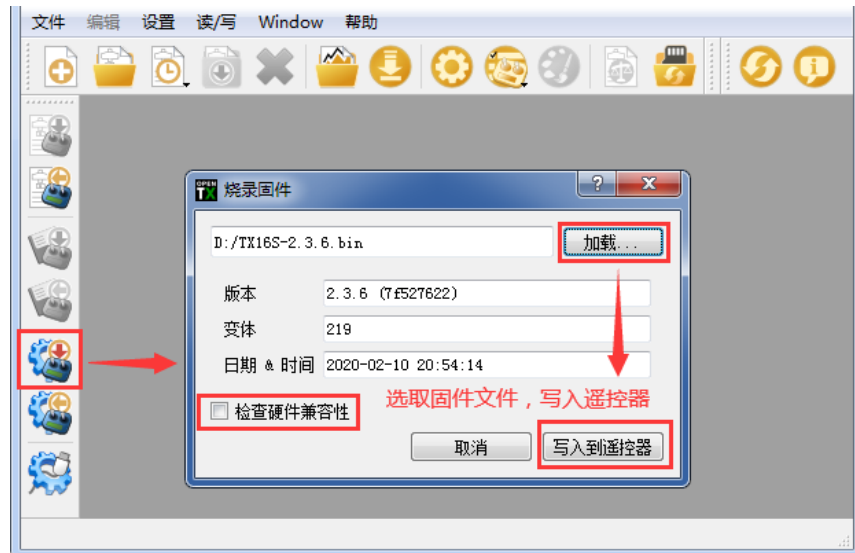 文件 编辑 设置 读/写 Window 帮助
OPEN TX 烧录固件
D:/TX16S-2.3.6.bin 加载...
版本 2.3.6 (7f527622)
变体 219
日期 & 时间 2020-02-10 20:54:14
选取固件文件，写入遥控器
检查硬件兼容性
取消 写入到遥控器